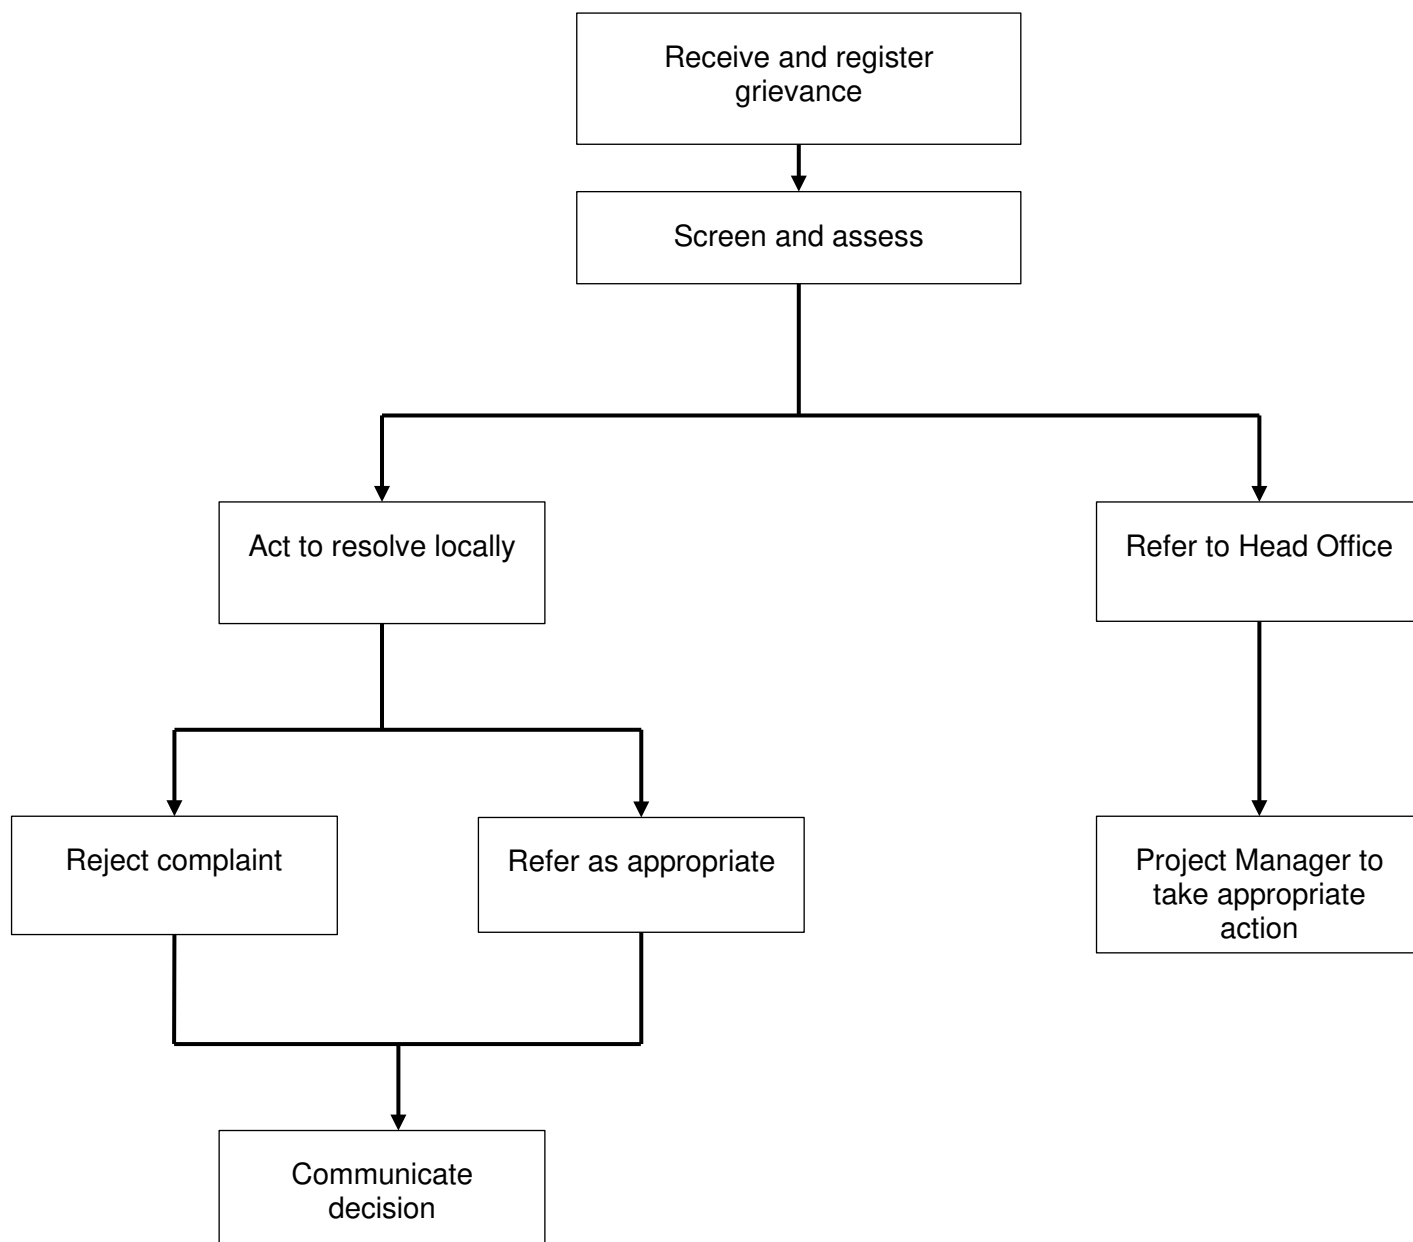 Receive and register
grievance
Screen and assess
Act to resolve locally
Refer to Head Office
Reject complaint
Refer as appropriate
Project Manager to
take appropriate
action
Communicate
decision